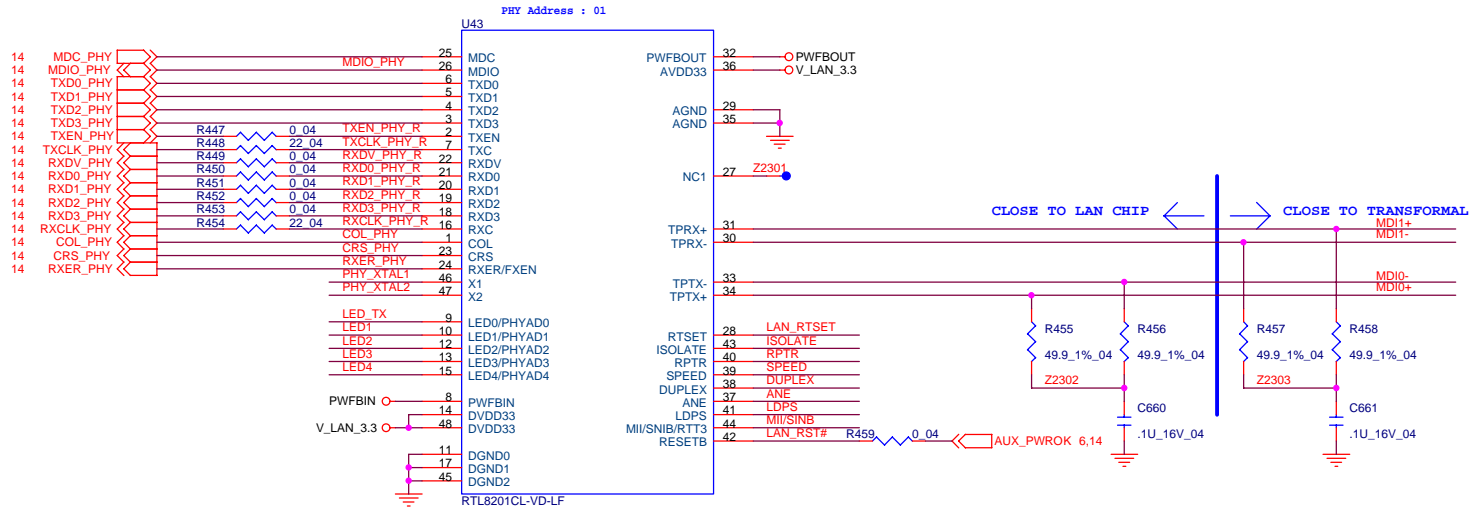 PHY Address : 01
U43
14 MDC_PHY 25 MDC
14 MDIO_PHY MDIO_PHY 26 MDIO
14 TXD0_PHY 6 TXD0
14 TXD1_PHY 5 TXD1
14 TXD2_PHY 4 TXD2
14 TXD3_PHY 3 TXD3
14 TXEN_PHY R447 0_04 TXEN_PHY_R 2 TXEN
14 TXCLK_PHY R448 22_04 TXCLK_PHY_R 7 TXC
14 RXDV_PHY R449 0_04 RXDV_PHY_R 22 RXDV
14 RXD0_PHY R450 0_04 RXD0_PHY_R 21 RXD0
14 RXD1_PHY R451 0_04 RXD1_PHY_R 20 RXD1
14 RXD2_PHY R452 0_04 RXD2_PHY_R 19 RXD2
14 RXD3_PHY R453 0_04 RXD3_PHY_R 18 RXD3
14 RXCLK_PHY R454 22_04 RXCLK_PHY_R 16 RXC
14 COL_PHY COL_PHY 1 COL
14 CRS_PHY CRS_PHY 23 CRS
14 RXER_PHY RXER_PHY 24 RXER/FXEN
PHY_XTAL1 46 X1
PHY_XTAL2 47 X2
LED_TX 9 LED0/PHYAD0
LED1 10 LED1/PHYAD1
LED2 12 LED2/PHYAD2
LED3 13 LED3/PHYAD3
LED4 15 LED4/PHYAD4
PWFBIN 8 PWFBIN
14 DVDD33
V_LAN_3.3 48 DVDD33
11 DGND0
17 DGND1
45 DGND2
RTL8201CL-VD-LF
PWFBOUT 32 PWFBOUT
AVDD33 36 V_LAN_3.3
AGND 29
AGND 35
NC1 27 Z2301
CLOSE TO LAN CHIP
CLOSE TO TRANSFORMAL
TPRX+ 31 MDI1+
TPRX- 30 MDI1-
TPTX- 33 MDI0-
TPTX+ 34 MDI0+
RTSET 28 LAN_RTSET
ISOLATE 43 ISOLATE
RPTR 40 RPTR
SPEED 39 SPEED
DUPLEX 38 DUPLEX
ANE 37 ANE
LDPS 41 LDPS
MII/SNIB/RTT3 44 MII/SINB
RESETB 42 LAN_RST# R459 0_04 AUX_PWROK 6,14
R455
49.9_1%_04
R456
49.9_1%_04
R457
49.9_1%_04
R458
49.9_1%_04
Z2302
Z2303
C660
.1U_16V_04
C661
.1U_16V_04